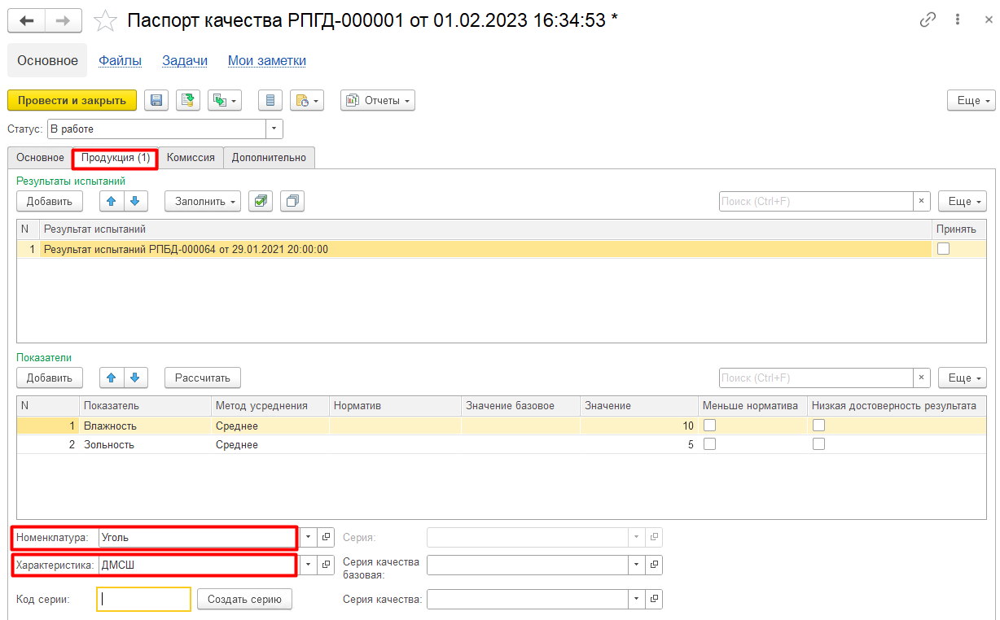 Паспорт качества РПГД-000001 от 01.02.2023 16:34:53 *
Основное Файлы Задачи Мои заметки
Провести и закрыть Отчеты Еще
Статус: В работе
Основное Продукция (1) Комиссия Дополнительно
Результаты испытаний
Добавить Заполнить Поиск (Ctrl+F) × Еще
N Результат испытаний Принять
1 Результат испытаний РПБД-000064 от 29.01.2021 20:00:00
Показатели
Добавить Рассчитать Поиск (Ctrl+F) × Еще
N Показатель Метод усреднения Норматив Значение базовое Значение Меньше норматива Низкая достоверность результата
1 Влажность Среднее 10
2 Зольность Среднее 5
Номенклатура: Уголь Серия:
Характеристика: ДМСШ Серия качества базовая:
Код серии: Создать серию Серия качества: